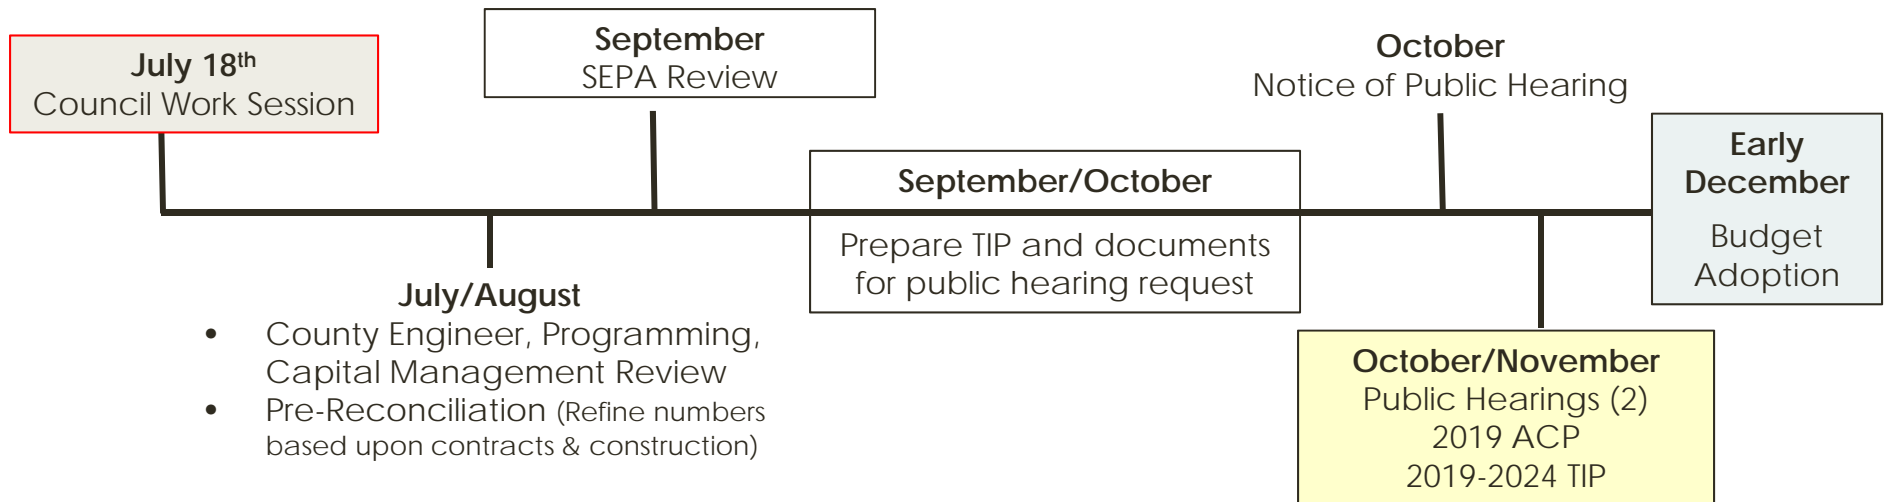 July 18th
Council Work Session
July/August
• County Engineer, Programming,
Capital Management Review
• Pre-Reconciliation (Refine numbers
based upon contracts & construction)
September
SEPA Review
September/October
Prepare TIP and documents
for public hearing request
October
Notice of Public Hearing
October/November
Public Hearings (2)
2019 ACP
2019-2024 TIP
Early
December
Budget
Adoption